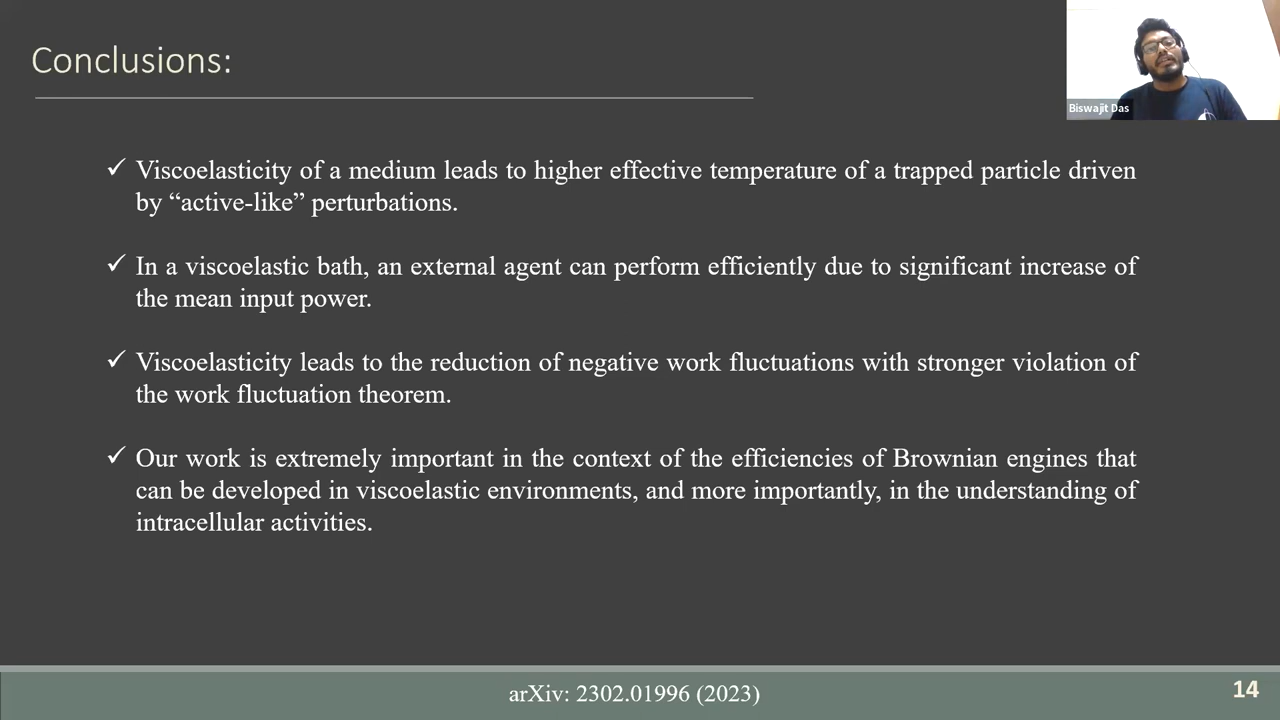 Conclusions:
Biswajit Das
✓ Viscoelasticity of a medium leads to higher effective temperature of a trapped particle driven
by “active-like” perturbations.
✓ In a viscoelastic bath, an external agent can perform efficiently due to significant increase of
the mean input power.
✓ Viscoelasticity leads to the reduction of negative work fluctuations with stronger violation of
the work fluctuation theorem.
✓ Our work is extremely important in the context of the efficiencies of Brownian engines that
can be developed in viscoelastic environments, and more importantly, in the understanding of
intracellular activities.
arXiv: 2302.01996 (2023)
14